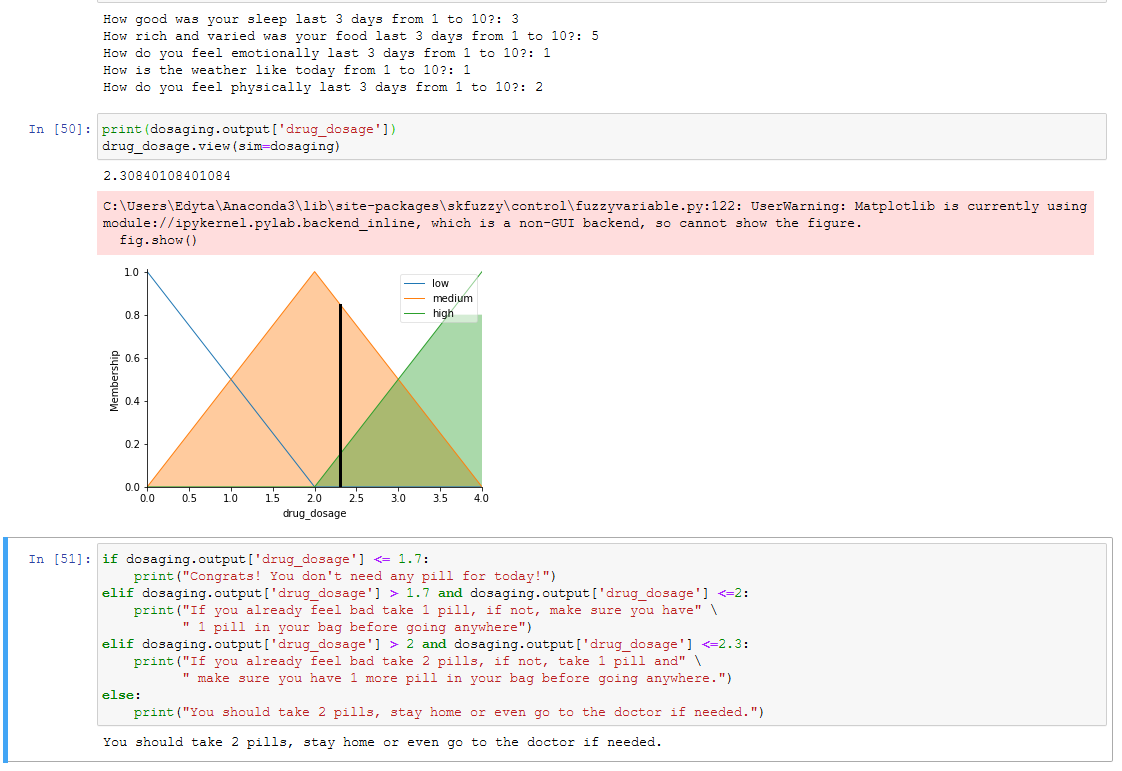 How good was your sleep last 3 days from 1 to 10?: 3
How rich and varied was your food last 3 days from 1 to 10?: 5
How do you feel emotionally last 3 days from 1 to 10?: 1
How is the weather like today from 1 to 10?: 1
How do you feel physically last 3 days from 1 to 10?: 2
In [50]: print(dosaging.output['drug_dosage'])
drug_dosage.view(sim=dosaging)
2.30840108401084
C:\Users\Edyta\Anaconda3\lib\site-packages\skfuzzy\control\fuzzyvariable.py:122: UserWarning: Matplotlib is currently using
module://ipykernel.pylab.backend_inline, which is a non-GUI backend, so cannot show the figure.
  fig.show()
1.0
0.8
0.6
0.4
0.2
0.0
Membership
low
medium
high
0.0 0.5 1.0 1.5 2.0 2.5 3.0 3.5 4.0
drug_dosage
In [51]: if dosaging.output['drug_dosage'] <= 1.7:
    print("Congrats! You don't need any pill for today!")
elif dosaging.output['drug_dosage'] > 1.7 and dosaging.output['drug_dosage'] <=2:
    print("If you already feel bad take 1 pill, if not, make sure you have" \
          " 1 pill in your bag before going anywhere")
elif dosaging.output['drug_dosage'] > 2 and dosaging.output['drug_dosage'] <=2.3:
    print("If you already feel bad take 2 pills, if not, take 1 pill and" \
          " make sure you have 1 more pill in your bag before going anywhere.")
else:
    print("You should take 2 pills, stay home or even go to the doctor if needed.")
You should take 2 pills, stay home or even go to the doctor if needed.